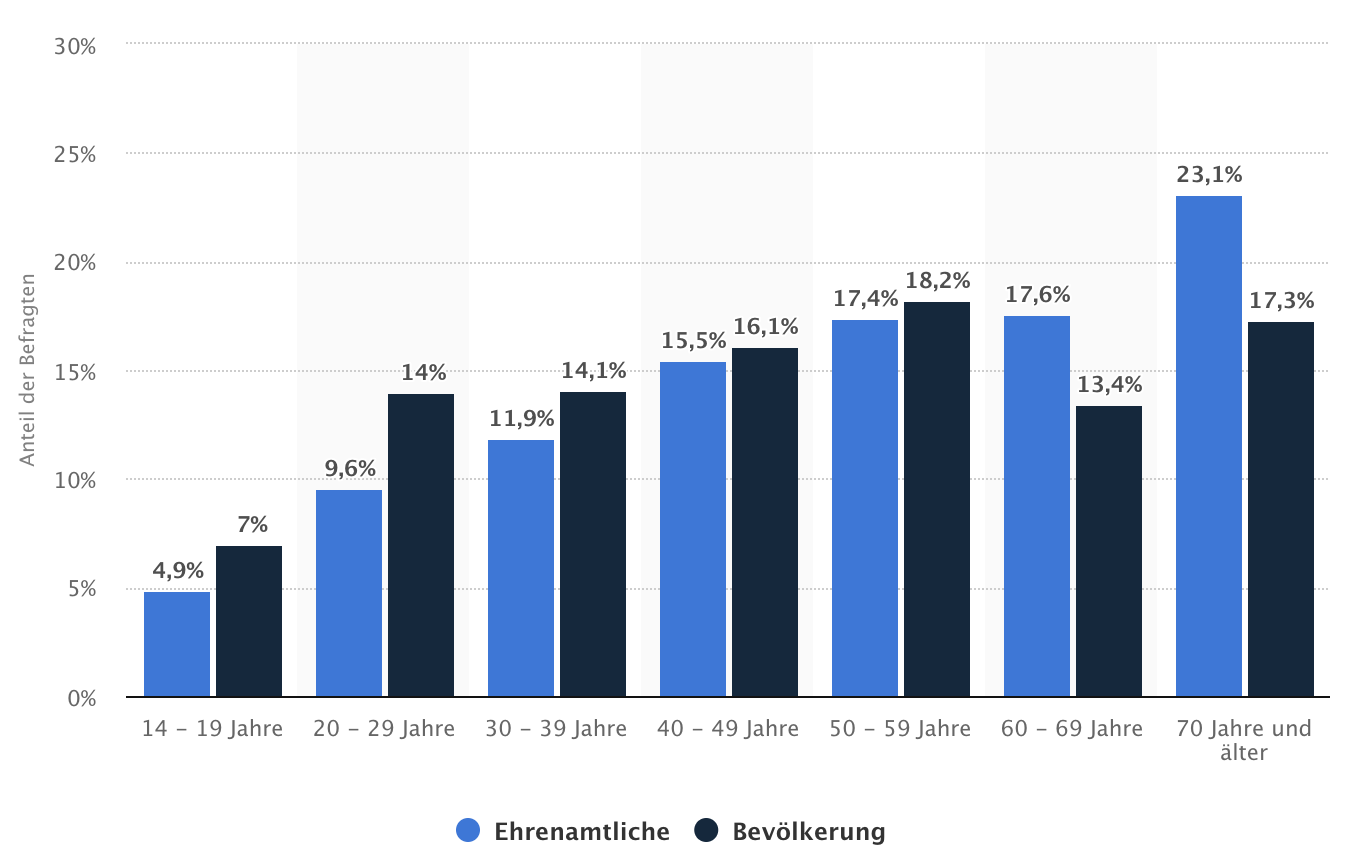 30%
25%
20%
15%
10%
5%
0%
Anteil der Befragten
4,9%
7%
9,6%
14%
11,9%
14,1%
15,5%
16,1%
17,4%
18,2%
17,6%
13,4%
23,1%
17,3%
14 – 19 Jahre
20 – 29 Jahre
30 – 39 Jahre
40 – 49 Jahre
50 – 59 Jahre
60 – 69 Jahre
70 Jahre und
älter
Ehrenamtliche
Bevölkerung